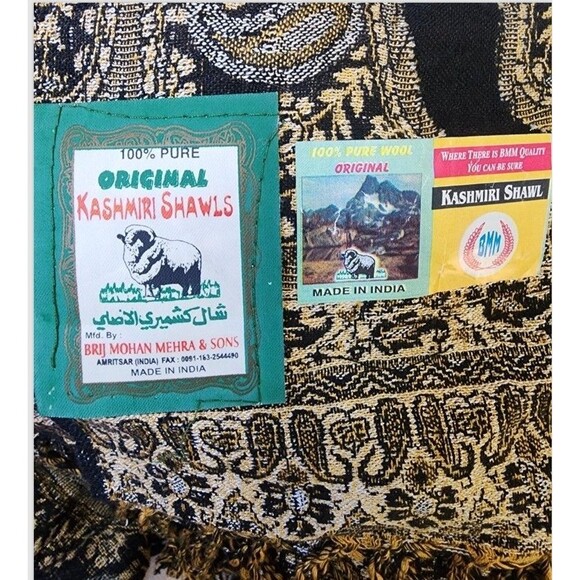 100% PURE
ORIGINAL
KASHMIRI SHAWLS
شال كشميري الاصلي
Mfd. By :
BRIJ MOHAN MEHRA & SONS
AMRITSAR (INDIA) FAX : 0091-183-2544490
MADE IN INDIA
100% PURE WOOL
ORIGINAL
MADE IN INDIA
WHERE THERE IS BMM QUALITY
YOU CAN BE SURE
KASHMIRI SHAWL
BMM